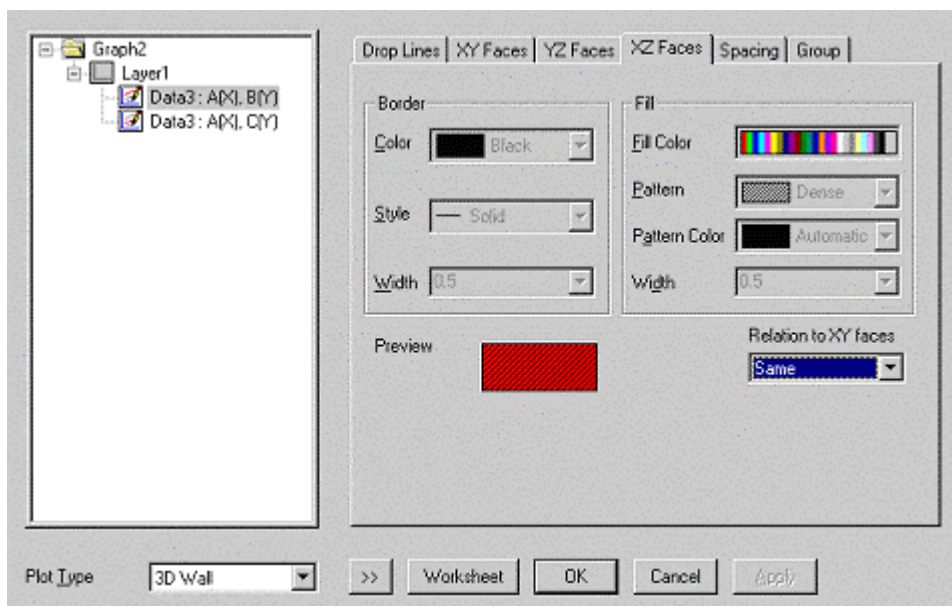 Graph2
Layer1
Data3 : A(X), B(Y)
Data3 : A(X), C(Y)
Drop Lines XY Faces YZ Faces XZ Faces Spacing Group
Border
Color Black
Style Solid
Width 0.5
Fill
Fill Color
Pattern Dense
Pattern Color Automatic
Width 0.5
Preview
Relation to XY faces
Same
Plot Type 3D Wall >> Worksheet OK Cancel Apply